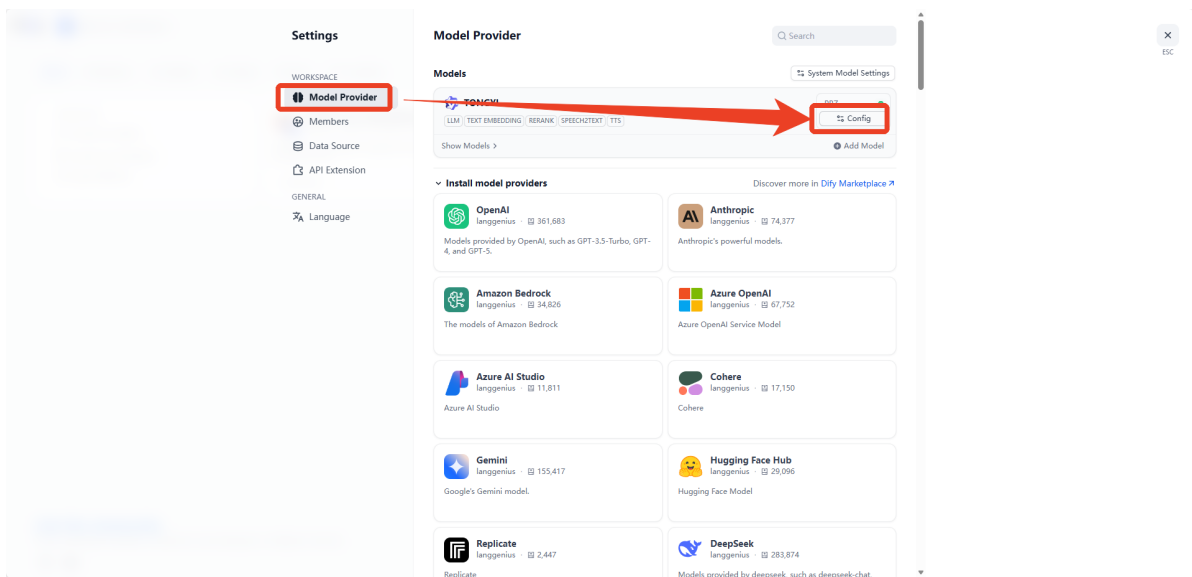 Settings
WORKSPACE
Model Provider
Members
Data Source
API Extension
GENERAL
Language
Model Provider
Search
ESC
Models
System Model Settings
TONGYI
LLM TEXT EMBEDDING RERANK SPEECH2TEXT TTS
Config
Show Models
Add Model
Install model providers
Discover more in Dify Marketplace
OpenAI
langgenius · 361,683
Models provided by OpenAI, such as GPT-3.5-Turbo, GPT-
4, and GPT-5.
Anthropic
langgenius · 74,377
Anthropic's powerful models.
Amazon Bedrock
langgenius · 34,826
The models of Amazon Bedrock
Azure OpenAI
langgenius · 67,752
Azure OpenAI Service Model
Azure AI Studio
langgenius · 11,811
Azure AI Studio
Cohere
langgenius · 17,150
Cohere
Gemini
langgenius · 155,417
Google's Gemini model.
Hugging Face Hub
langgenius · 29,096
Hugging Face Model
Replicate
langgenius · 2,447
Replicate
DeepSeek
langgenius · 283,874
Models provided by deepseek, such as deepseek-chat,